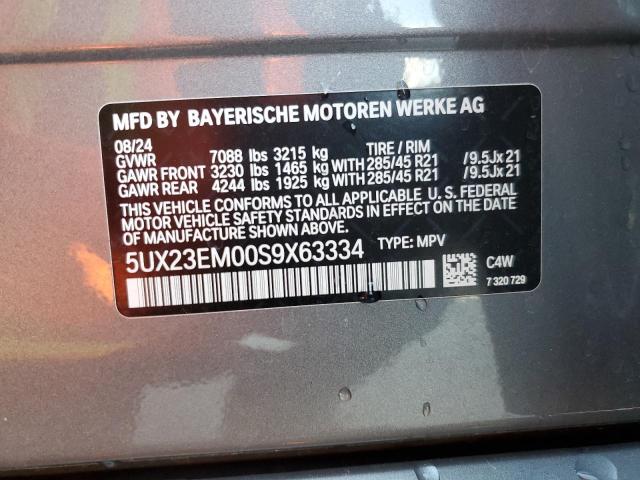 MFD BY BAYERISCHE MOTOREN WERKE AG
08/24 TIRE / RIM
GVWR 7088 lbs 3215 kg
GAWR FRONT 3230 lbs 1465 kg WITH 285/45 R21 /9.5Jx21
GAWR REAR 4244 lbs 1925 kg WITH 285/45 R21 /9.5Jx21
THIS VEHICLE CONFORMS TO ALL APPLICABLE U.S. FEDERAL
MOTOR VEHICLE SAFETY STANDARDS IN EFFECT ON THE
DATE OF MANUFACTURE SHOWN ABOVE.
5UX23EM00S9X63334 TYPE: MPV
C4W
7 320 729